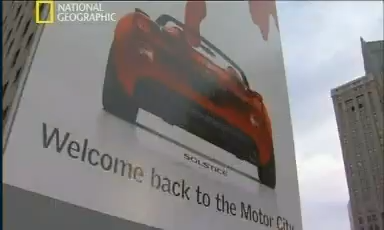 NATIONAL
GEOGRAPHIC
SOLSTICE
Welcome back to the Motor City